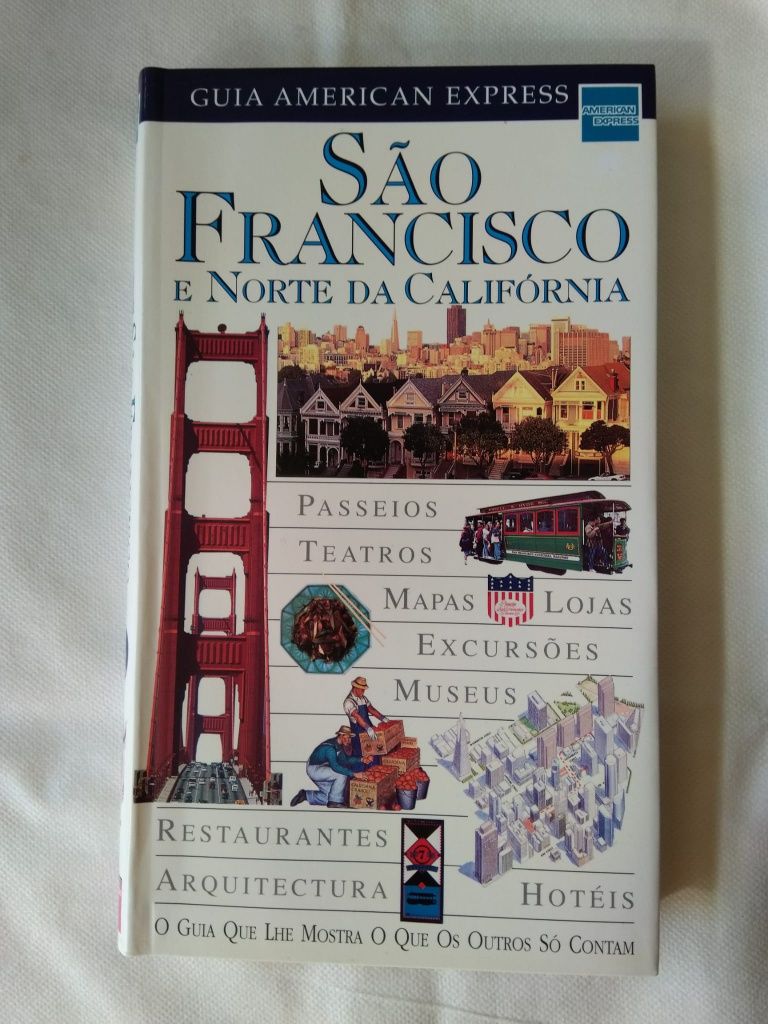 GUIA AMERICAN EXPRESS
AMERICAN
EXPRESS
SÃO
FRANCISCO
E NORTE DA CALIFÓRNIA
PASSEIOS
TEATROS
MAPAS LOJAS
EXCURSÕES
MUSEUS
RESTAURANTES
ARQUITECTURA
HOTÉIS
O GUIA QUE LHE MOSTRA O QUE OS OUTROS SÓ CONTAM